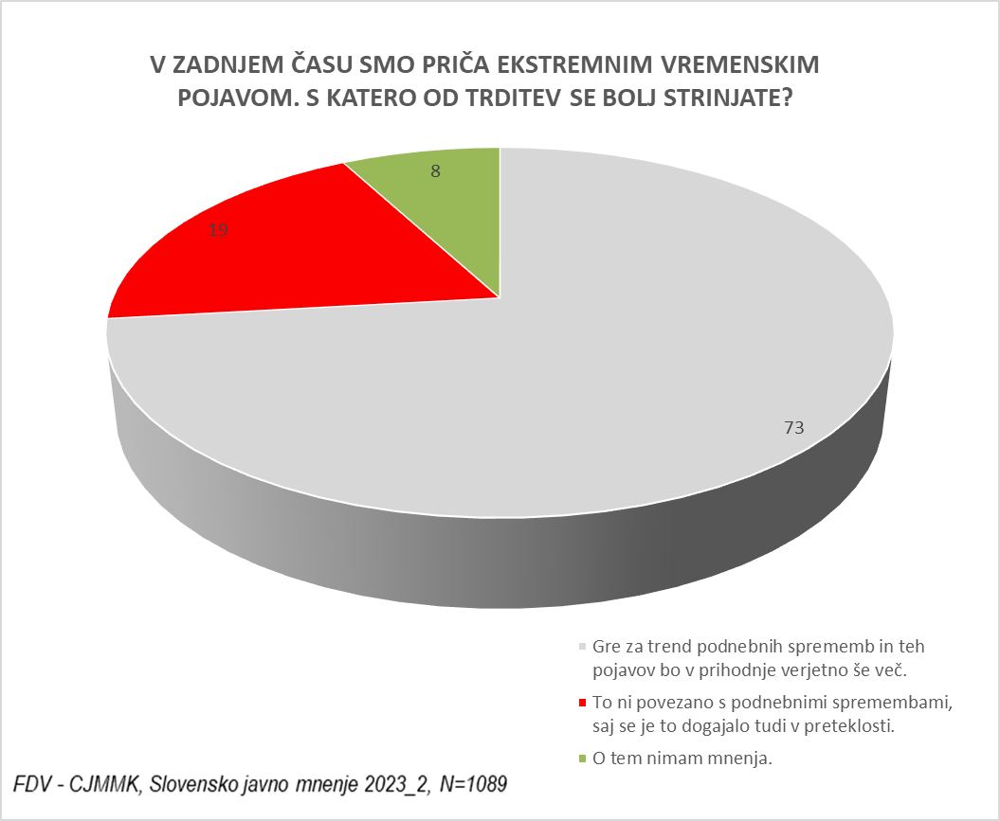 V ZADNJEM ČASU SMO PRIČA EKSTREMNIM VREMENSKIM
POJAVOM. S KATERO OD TRDITEV SE BOLJ STRINJATE?
8
19
73
Gre za trend podnebnih sprememb in teh
pojavov bo v prihodnje verjetno še več.
To ni povezano s podnebnimi spremembami,
saj se je to dogajalo tudi v preteklosti.
O tem nimam mnenja.
FDV - CJMMK, Slovensko javno mnenje 2023_2, N=1089